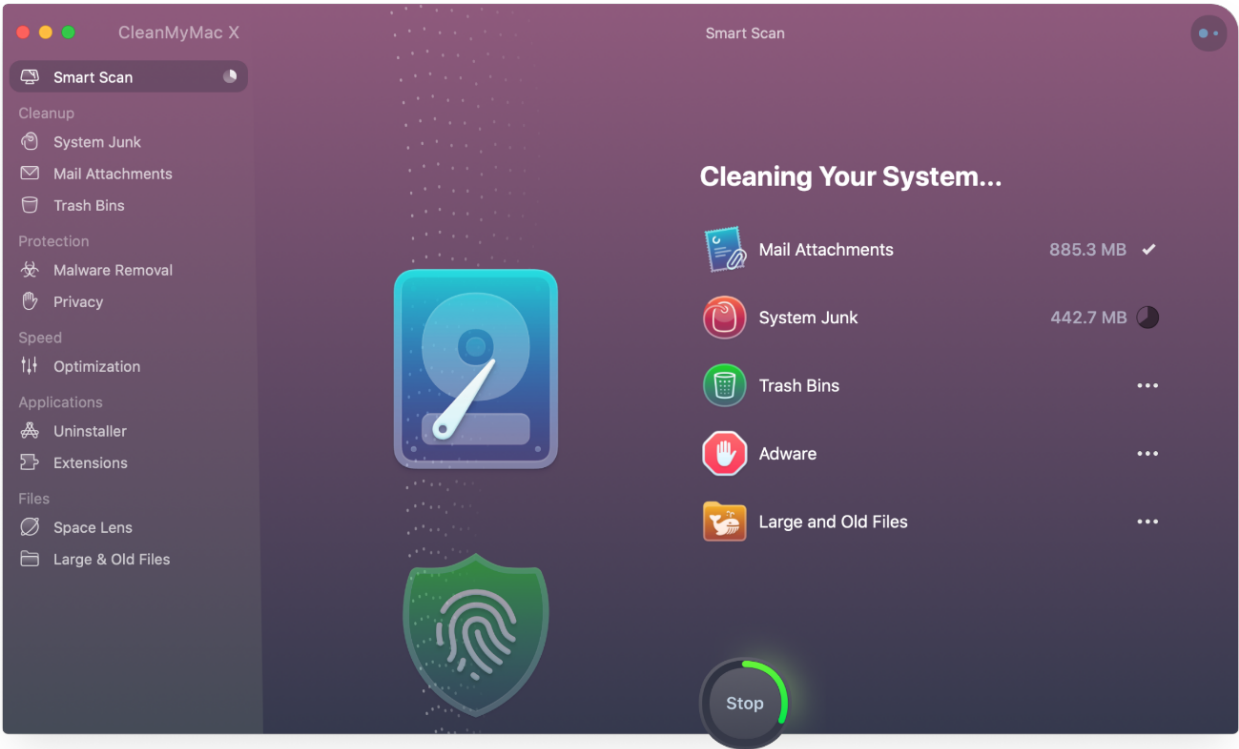 CleanMyMac X
Smart Scan
Smart Scan
Cleanup
System Junk
Mail Attachments
Trash Bins
Protection
Malware Removal
Privacy
Speed
Optimization
Applications
Uninstaller
Extensions
Files
Space Lens
Large & Old Files
Cleaning Your System...
Mail Attachments 885.3 MB
System Junk 442.7 MB
Trash Bins
Adware
Large and Old Files
Stop